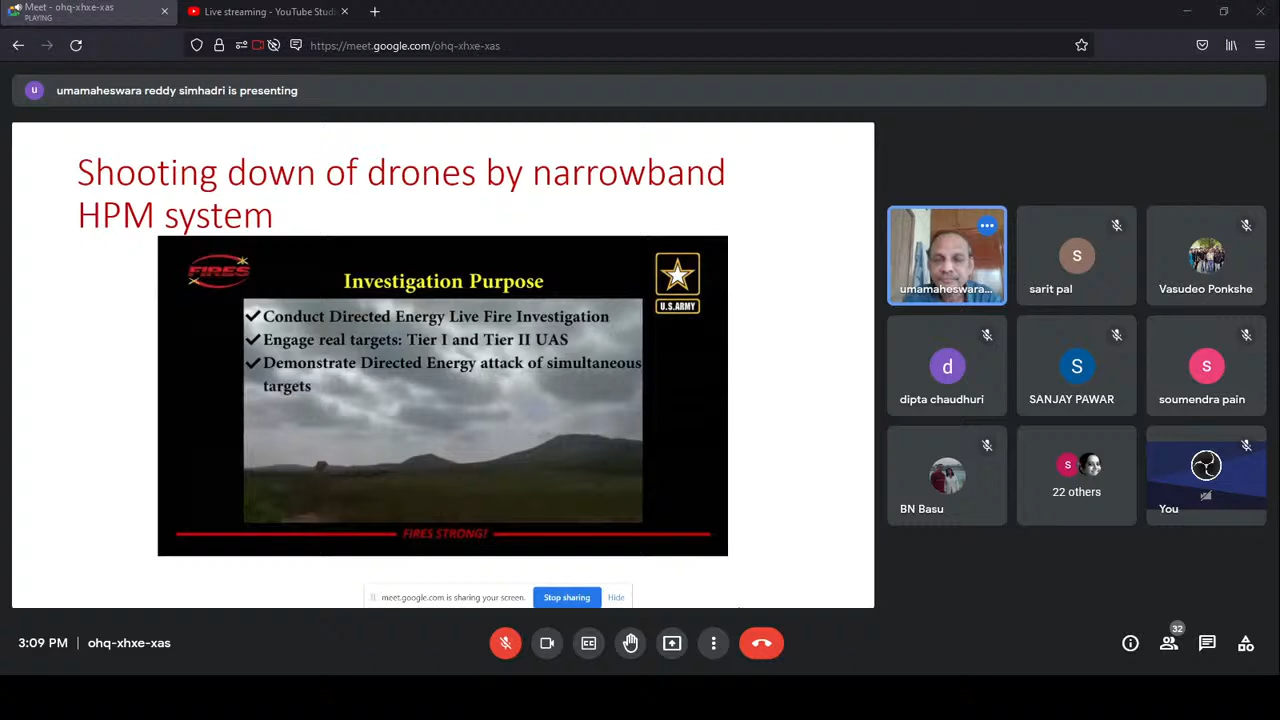 Meet - ohq-xhxe-xas
PLAYING
Live streaming - YouTube Stud
https://meet.google.com/ohq-xhxe-xas
u
umamaheswara reddy simhadri is presenting
Shooting down of drones by narrowband
HPM system
FIRES
Investigation Purpose
U.S.ARMY
Conduct Directed Energy Live Fire Investigation
Engage real targets: Tier I and Tier II UAS
Demonstrate Directed Energy attack of simultaneous
targets
FIRES STRONG!
meet.google.com is sharing your screen.
Stop sharing
Hide
umamaheswara...
s
sarit pal
Vasudeo Ponkshe
d
dipta chaudhuri
S
SANJAY PAWAR
s
soumendra pain
BN Basu
s
22 others
You
3:09 PM
ohq-xhxe-xas
CC
32